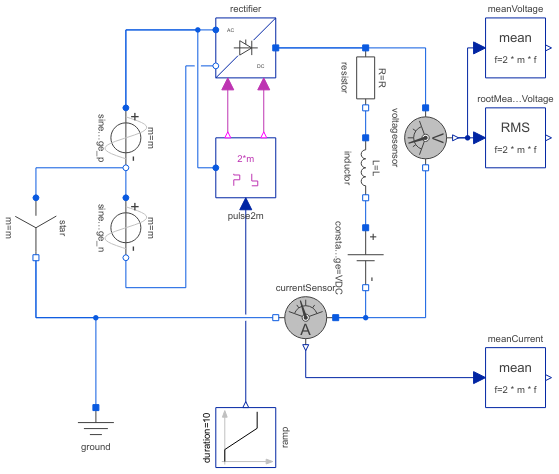 rectifier
AC
DC
meanVoltage
mean
f=2 * m * f
rootMea...Voltage
RMS
f=2 * m * f
resistor
R=R
voltagesensor
+
sine...ge_p
m=m
-
2*m
pulse2m
inductor
L=L
star
m=m
+
sine...ge_n
m=m
-
consta...ge=VDC
+
-
currentSensor
A
meanCurrent
mean
f=2 * m * f
ground
duration=10
ramp